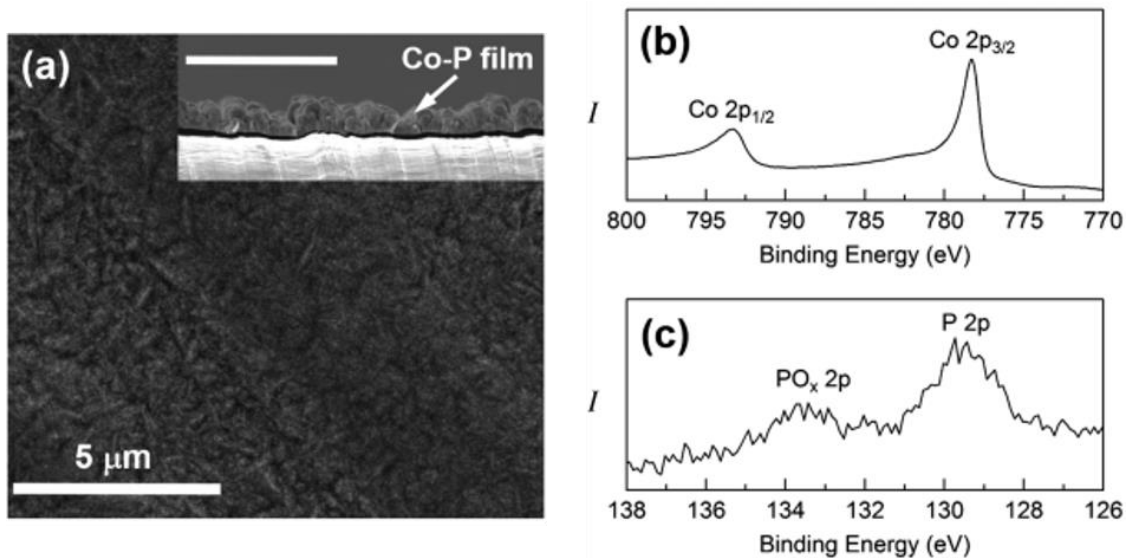 (a)
Co-P film
5 μm
(b)
Co 2p3/2
Co 2p1/2
I
800 795 790 785 780 775 770
Binding Energy (eV)
(c)
P 2p
POx 2p
I
138 136 134 132 130 128 126
Binding Energy (eV)